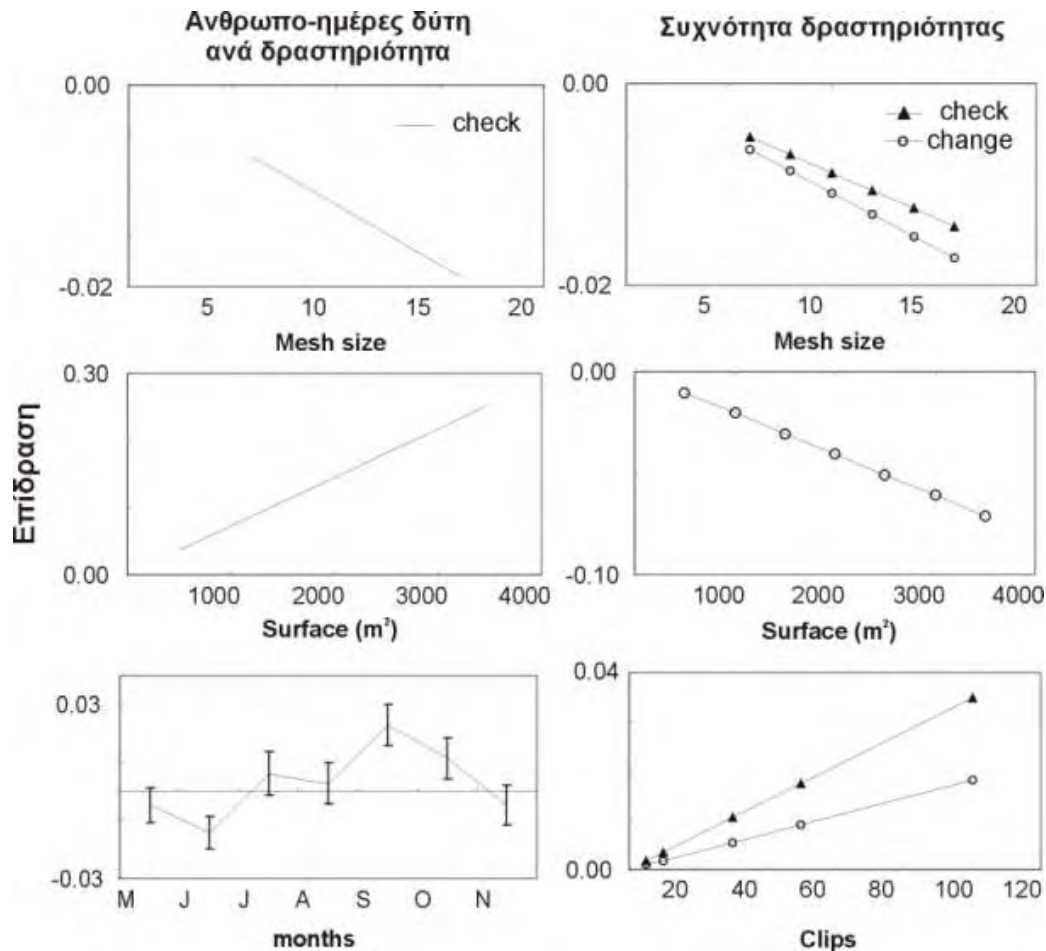 Ανθρωπο-ημέρες δύτη
ανά δραστηριότητα
Συχνότητα δραστηριότητας
Επίδραση
0.00
check
-0.02
5 10 15 20
Mesh size
0.00
check
change
-0.02
5 10 15 20
Mesh size
0.30
0.00
1000 2000 3000 4000
Surface (m²)
0.00
-0.10
1000 2000 3000 4000
Surface (m²)
0.03
-0.03
M J J A S O N
months
0.04
0.00
20 40 60 80 100 120
Clips